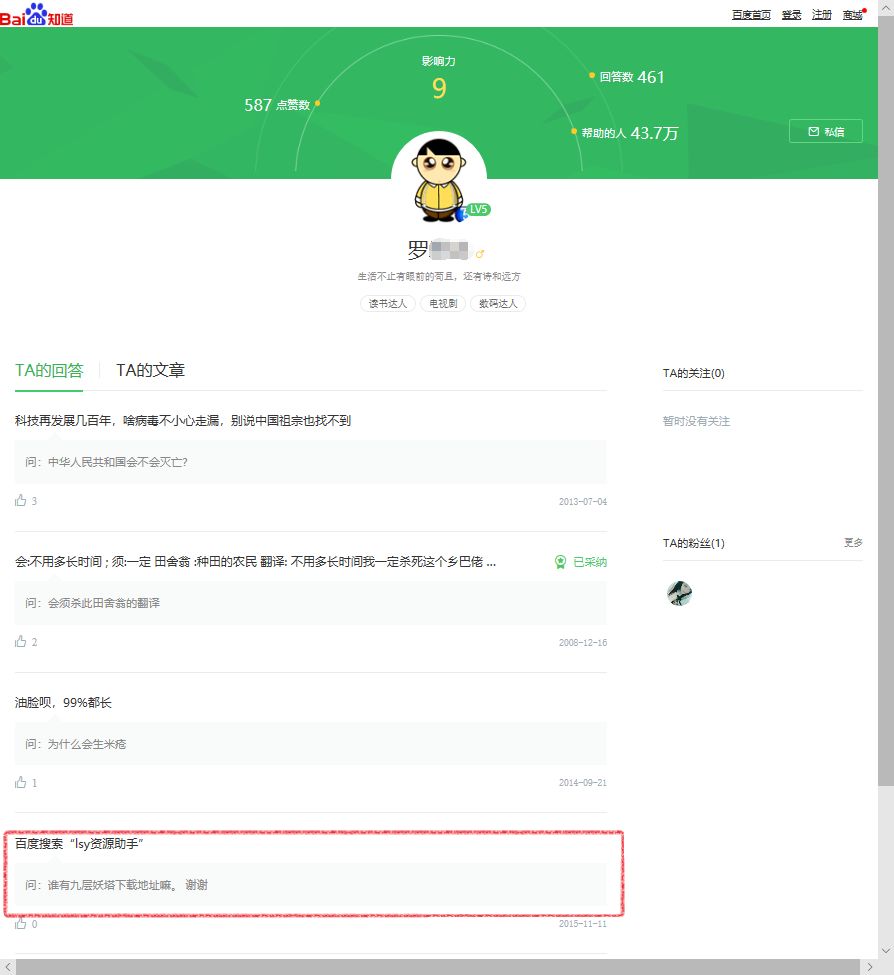 Bai du 知道
百度首页 登录 注册 商城
影响力
9
587 点赞数
回答数 461
帮助的人 43.7万
私信
LV5
罗
生活不止有眼前的苟且，还有诗和远方
读书达人 电视剧 数码达人
TA的回答 TA的文章
科技再发展几百年，啥病毒不小心走漏，别说中国祖宗也找不到
问：中华人民共和国会不会灭亡?
3 2013-07-04
会:不用多长时间 ; 须:一定 田舍翁 :种田的农民 翻译: 不用多长时间我一定杀死这个乡巴佬 ... 已采纳
问：会须杀此田舍翁的翻译
2 2008-12-16
油脸呗，99%都长
问：为什么会生米痞
1 2014-09-21
百度搜索“lsy资源助手”
问：谁有九层妖塔下载地址嘛。 谢谢
0 2015-11-11
TA的关注(0)
暂时没有关注
TA的粉丝(1) 更多